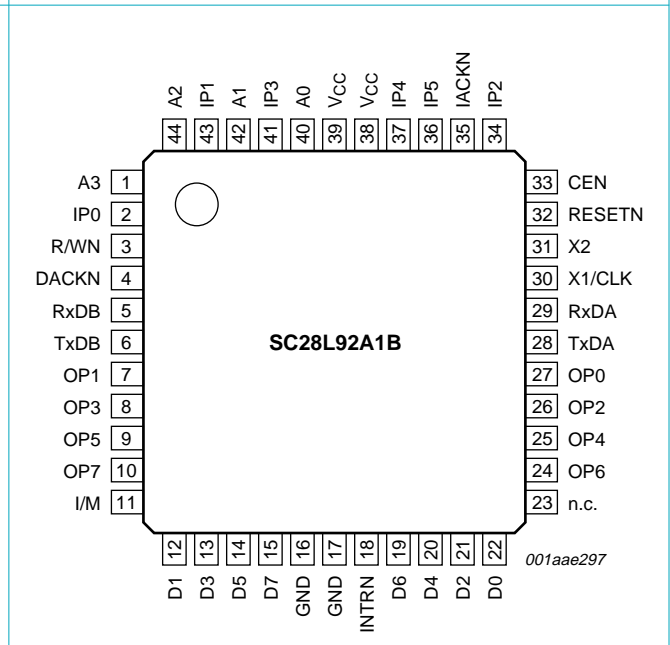 A2 IP1 A1 IP3 A0 VCC VCC IP4 IP5 IACKN IP2
44 43 42 41 40 39 38 37 36 35 34
A3 1
IP0 2
R/WN 3
DACKN 4
RxDB 5
TxDB 6
OP1 7
OP3 8
OP5 9
OP7 10
I/M 11
SC28L92A1B
33 CEN
32 RESETN
31 X2
30 X1/CLK
29 RxDA
28 TxDA
27 OP0
26 OP2
25 OP4
24 OP6
23 n.c.
12 13 14 15 16 17 18 19 20 21 22
D1 D3 D5 D7 GND GND INTRN D6 D4 D2 D0
001aae297